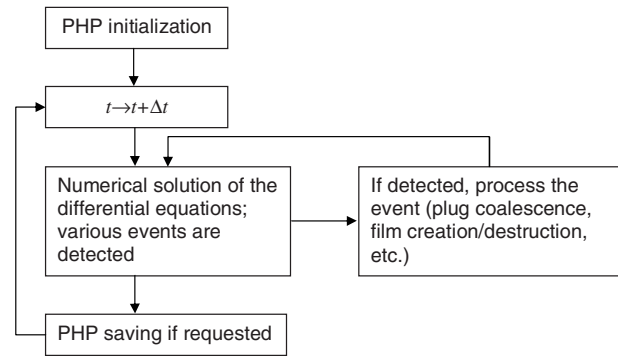 PHP initialization
t→t+Δt
Numerical solution of the
differential equations;
various events are
detected
If detected, process the
event (plug coalescence,
film creation/destruction,
etc.)
PHP saving if requested